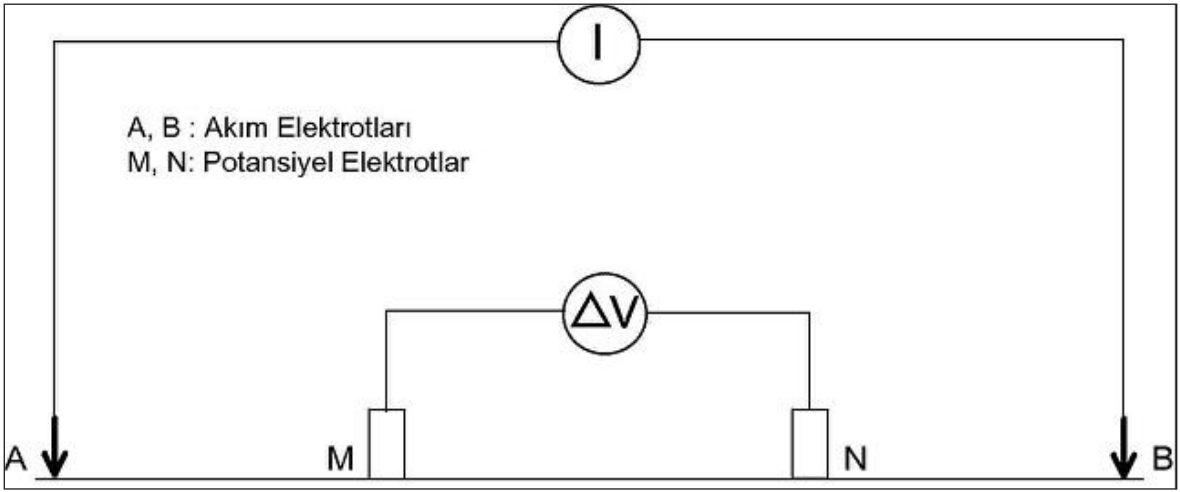 I
A, B : Akım Elektrotları
M, N: Potansiyel Elektrotlar
ΔV
A M N B